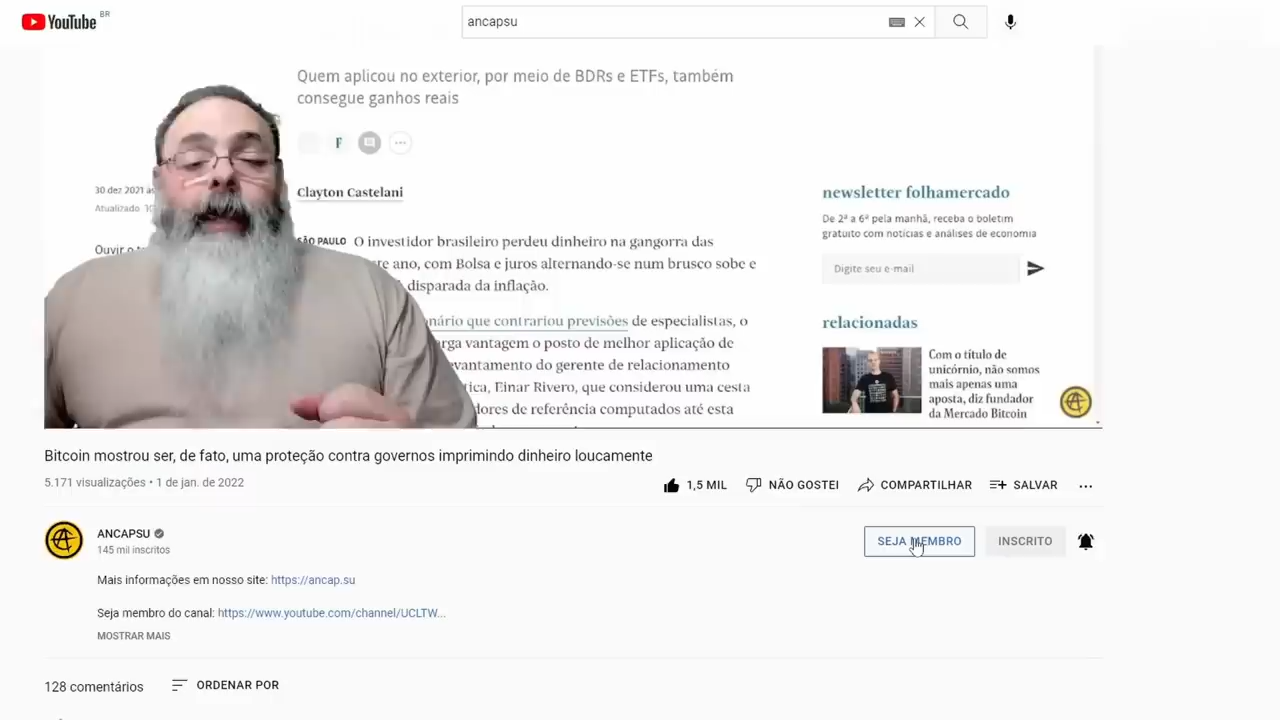 YouTube BR
ancapsu
Quem aplicou no exterior, por meio de BDRs e ETFs, também
consegue ganhos reais
F
Clayton Castelani
30 dez 2021
Atualizado
Ouvir o
SÃO PAULO O investidor brasileiro perdeu dinheiro na gangorra das
te ano, com Bolsa e juros alternando-se num brusco sobe e
disparada da inflação.
nário que contrariou previsões de especialistas, o
arga vantagem o posto de melhor aplicação de
evantamento do gerente de relacionamento
tica, Einar Rivero, que considerou uma cesta
dores de referência computados até esta
newsletter folhamercado
De 2ª a 6ª pela manhã, receba o boletim
gratuito com notícias e análises de economia
Digite seu e-mail
relacionadas
Com o título de
unicórnio, não somos
mais apenas uma
aposta, diz fundador
da Mercado Bitcoin
Bitcoin mostrou ser, de fato, uma proteção contra governos imprimindo dinheiro loucamente
5.171 visualizações • 1 de jan. de 2022
1,5 MIL NÃO GOSTEI COMPARTILHAR SALVAR ...
ANCAPSU
145 mil inscritos
SEJA MEMBRO INSCRITO
Mais informações em nosso site: https://ancap.su
Seja membro do canal: https://www.youtube.com/channel/UCLTW...
MOSTRAR MAIS
128 comentários ORDENAR POR